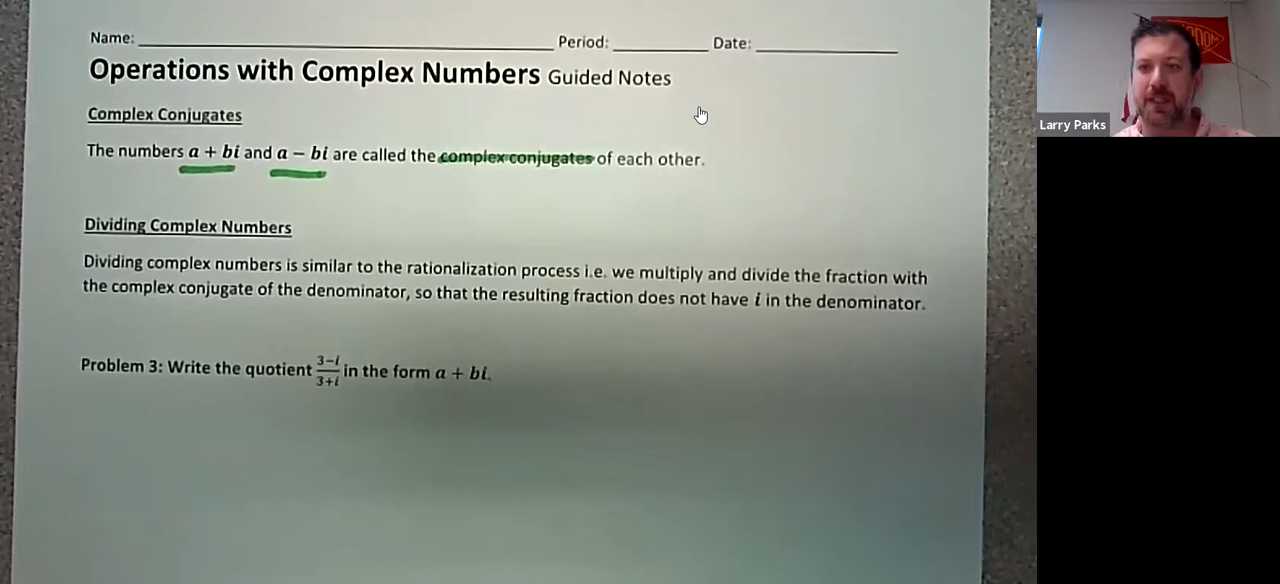 Name: ____ Period: ____ Date: ____
Operations with Complex Numbers Guided Notes
Complex Conjugates
The numbers a + bi and a − bi are called the complex conjugates of each other.
Dividing Complex Numbers
Dividing complex numbers is similar to the rationalization process i.e. we multiply and divide the fraction with
the complex conjugate of the denominator, so that the resulting fraction does not have i in the denominator.
Problem 3: Write the quotient (3−i)/(3+i) in the form a + bi.
Larry Parks